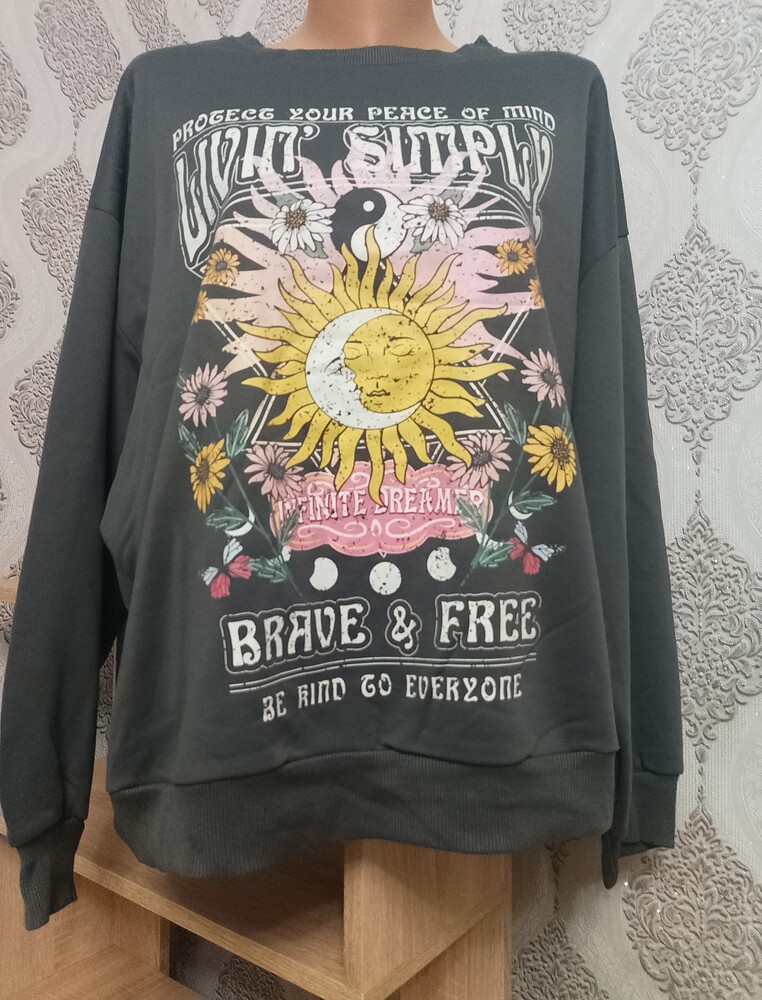 PROTECT YOUR PEACE OF MIND
LIVIN' SIMPLY
INFINITE DREAMER
BRAVE & FREE
BE KIND TO EVERYONE